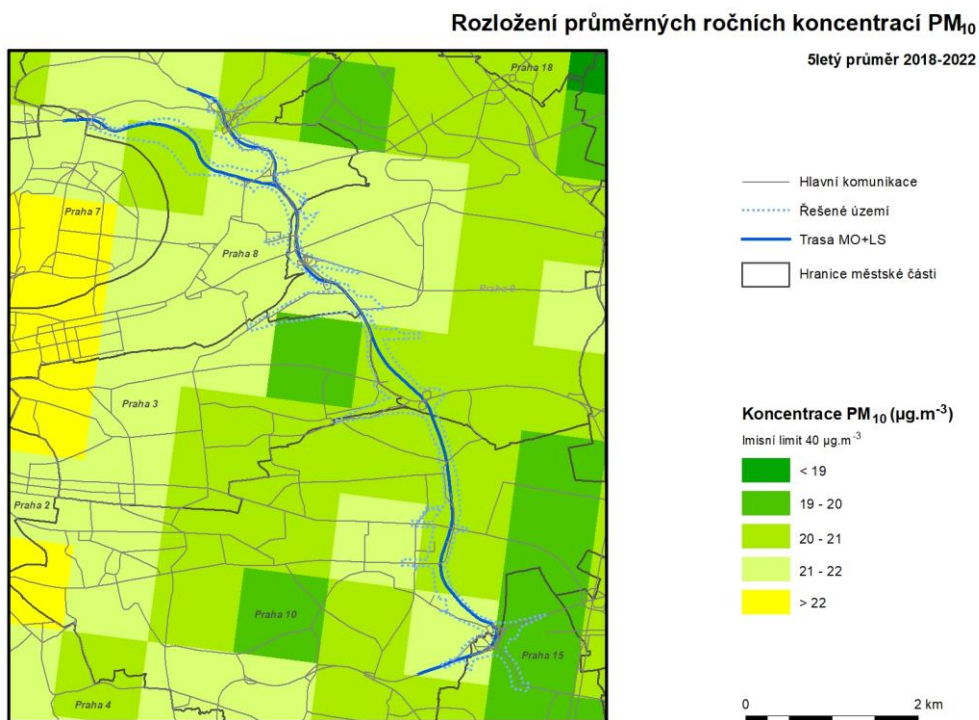 Rozložení průměrných ročních koncentrací PM₁₀
5letý průměr 2018-2022
Praha 18
Praha 7
Praha 8
Praha 9
Praha 3
Praha 2
Praha 10
Praha 15
Praha 4
Hlavní komunikace
Řešené území
Trasa MO+LS
Hranice městské části
Koncentrace PM₁₀ (µg.m⁻³)
Imisní limit 40 µg.m⁻³
< 19
19 - 20
20 - 21
21 - 22
> 22
0 2 km